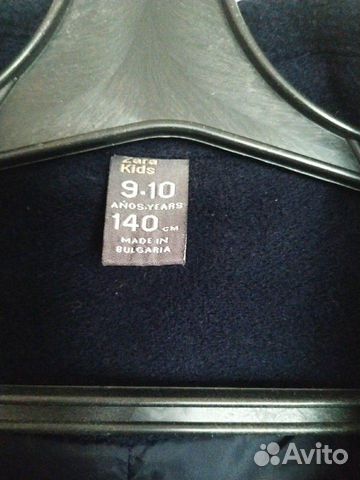 Zara
Kids
9-10
AÑOS-YEARS
140 CM
MADE IN
BULGARIA
Avito